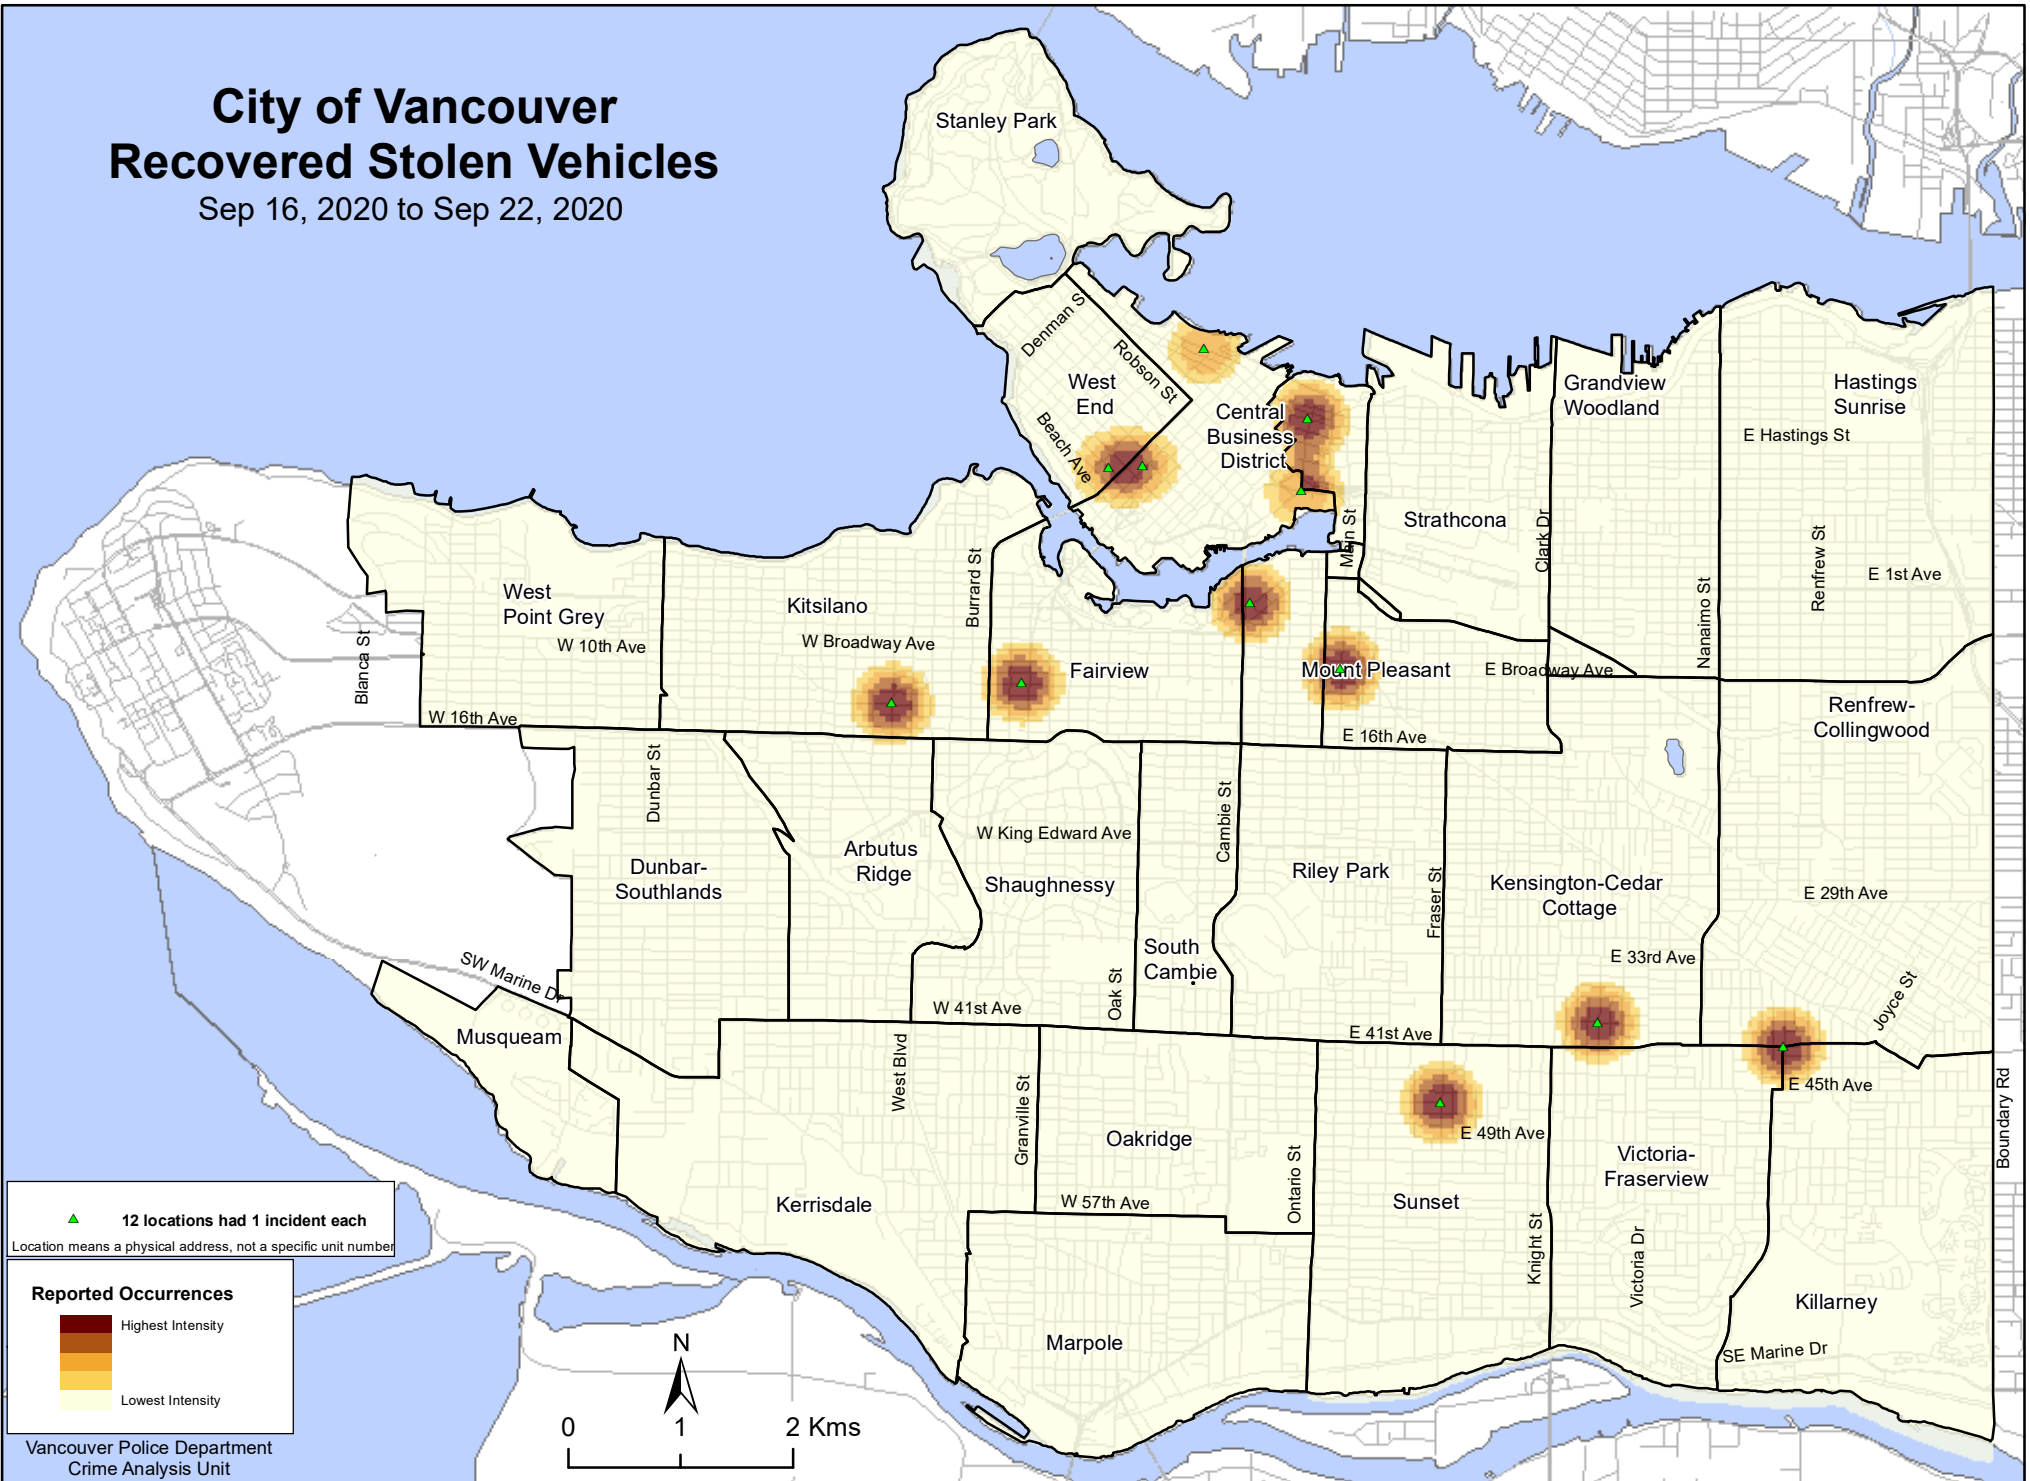 City of Vancouver
Recovered Stolen Vehicles
Sep 16, 2020 to Sep 22, 2020
Stanley Park
Denman S
Robson St
West
End
Beach Ave
Central
Business
District
Grandview
Woodland
Hastings
Sunrise
E Hastings St
Strathcona
Main St
Clark Dr
Nanaimo St
Renfrew St
E 1st Ave
West
Point Grey
W 10th Ave
Blanca St
W 16th Ave
Kitsilano
W Broadway Ave
Burrard St
Fairview
Mount Pleasant
E Broadway Ave
E 16th Ave
Renfrew-
Collingwood
Dunbar St
Dunbar-
Southlands
Arbutus
Ridge
W King Edward Ave
Shaughnessy
Cambie St
South
Cambie
Oak St
Riley Park
Fraser St
Kensington-Cedar
Cottage
E 29th Ave
E 33rd Ave
Joyce St
SW Marine Dr
Musqueam
W 41st Ave
E 41st Ave
West Blvd
Granville St
Oakridge
W 57th Ave
Ontario St
E 49th Ave
E 45th Ave
Boundary Rd
Kerrisdale
Sunset
Knight St
Victoria-
Fraserview
Victoria Dr
Killarney
SE Marine Dr
Marpole
12 locations had 1 incident each
Location means a physical address, not a specific unit number
Reported Occurrences
Highest Intensity
Lowest Intensity
Vancouver Police Department
Crime Analysis Unit
N
0 1 2 Kms